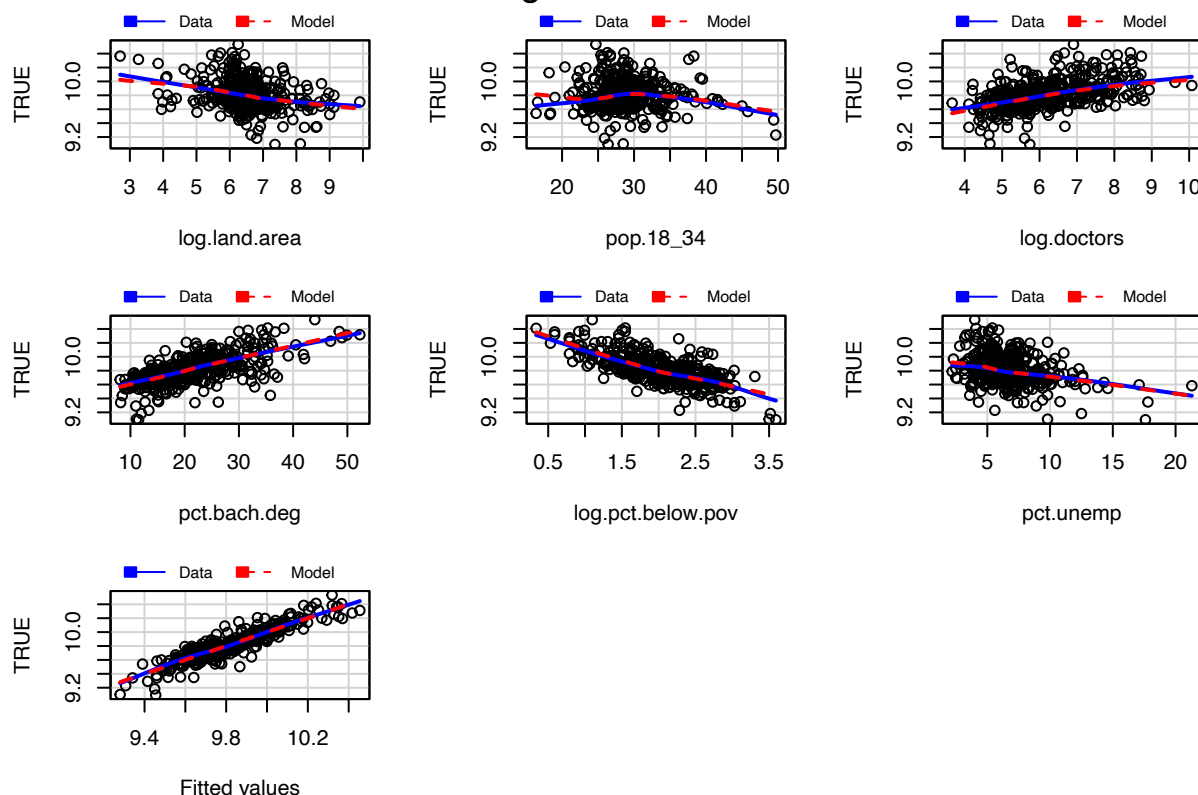 Data Model Data Model Data Model
TRUE 9.2 10.0 TRUE 9.2 10.0 TRUE 9.2 10.0
3 4 5 6 7 8 9 20 30 40 50 4 5 6 7 8 9 10
log.land.area pop.18_34 log.doctors
Data Model Data Model Data Model
TRUE 9.2 10.0 TRUE 9.2 10.0 TRUE 9.2 10.0
10 20 30 40 50 0.5 1.5 2.5 3.5 5 10 15 20
pct.bach.deg log.pct.below.pov pct.unemp
Data Model
TRUE 9.2 10.0
9.4 9.8 10.2
Fitted values